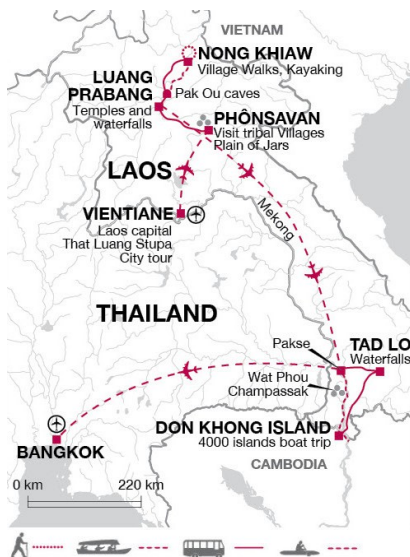 VIETNAM
NONG KHIAW
Village Walks, Kayaking
LUANG
PRABANG
Temples and
waterfalls
Pak Ou caves
PHÔNSAVAN
Visit tribal Villages
Plain of Jars
LAOS
VIENTIANE
Laos capital
That Luang Stupa
City tour
Mekong
THAILAND
Pakse
TAD LO
Waterfalls
Wat Phou
Champassak
DON KHONG ISLAND
4000 islands boat trip
BANGKOK
CAMBODIA
0 km
220 km